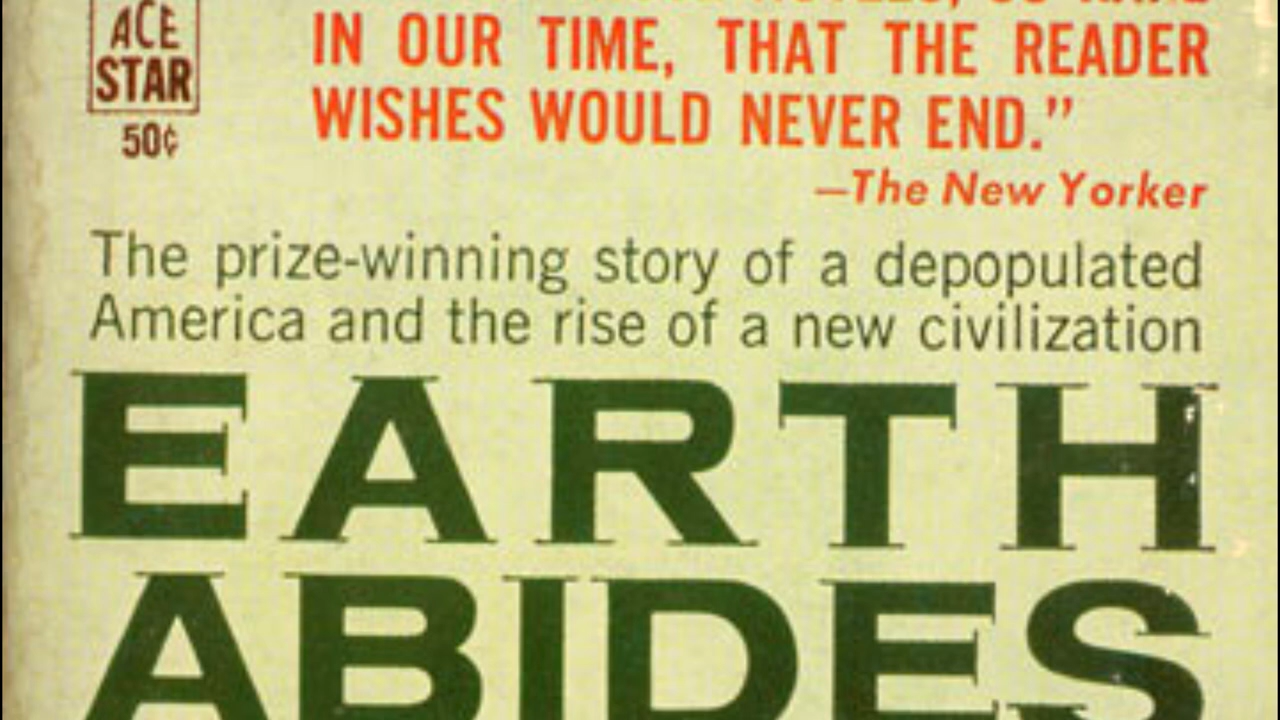 ACE
STAR
50¢
IN OUR TIME, THAT THE READER
WISHES WOULD NEVER END.”
—The New Yorker
The prize-winning story of a depopulated
America and the rise of a new civilization
EARTH
ABIDES